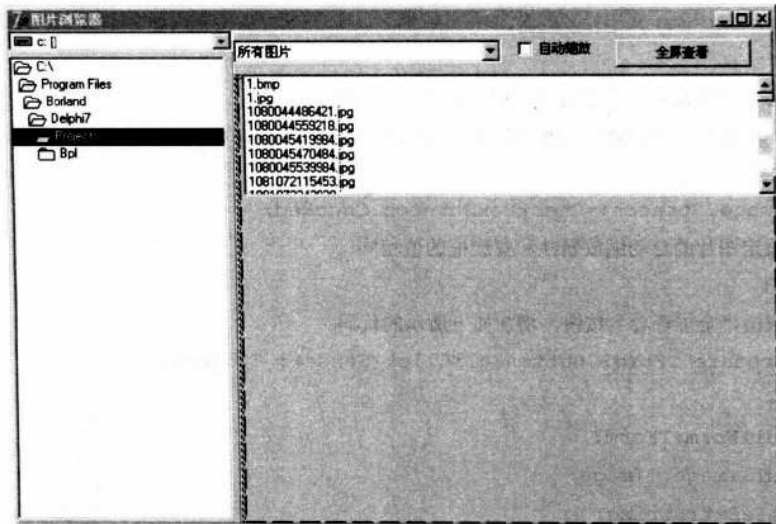 图片浏览器
c: []
所有图片
自动缩放
全屏查看
C:\
Program Files
Borland
Delphi7
Projects
Bpl
1.bmp
1.jpg
1080044486421.jpg
1080044559218.jpg
1080045419984.jpg
1080045470484.jpg
1080045539984.jpg
1081072115453.jpg